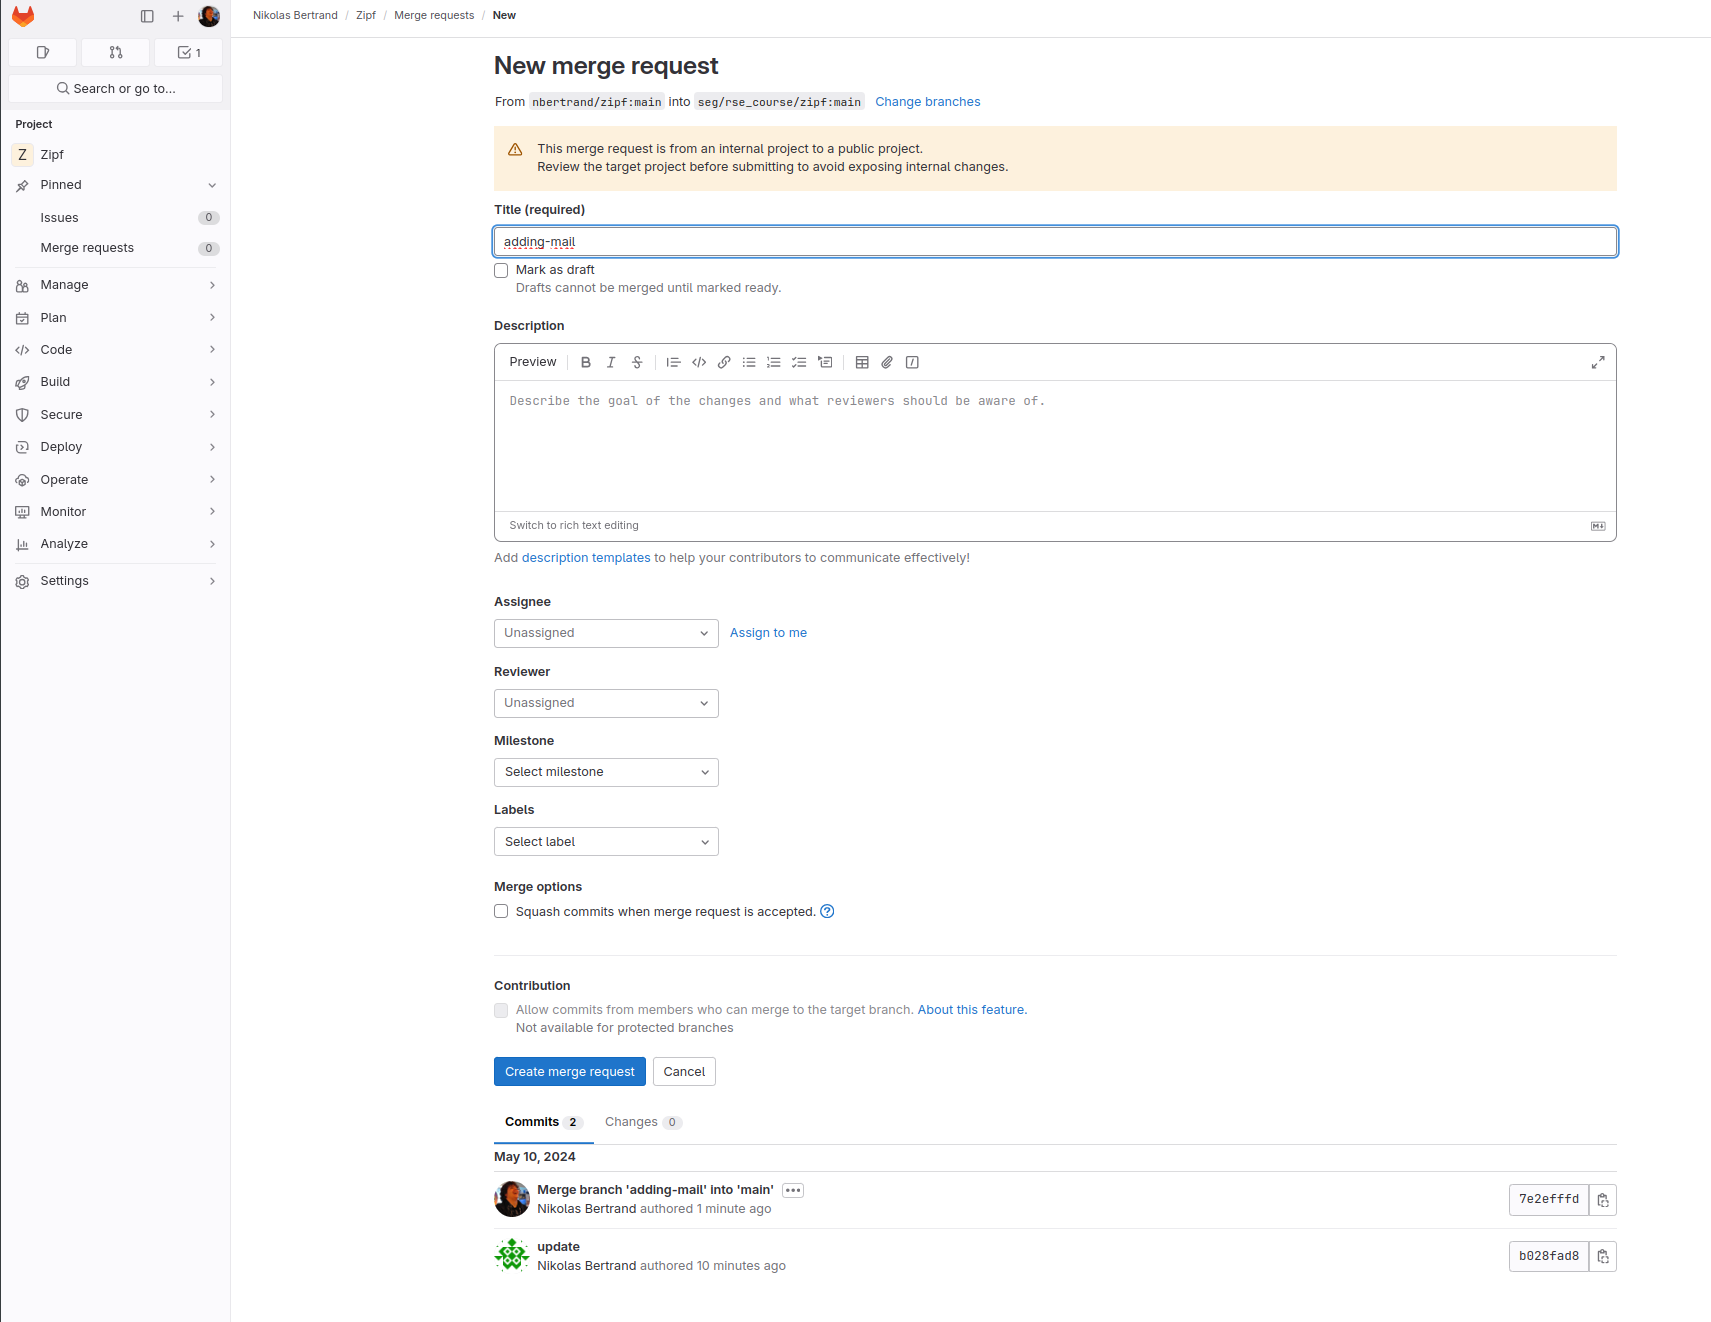 Nikolas Bertrand / Zipf / Merge requests / New
1
Search or go to...
Project
Z Zipf
Pinned
Issues 0
Merge requests 0
Manage
Plan
Code
Build
Secure
Deploy
Operate
Monitor
Analyze
Settings
New merge request
From nbertrand/zipf:main into seg/rse_course/zipf:main Change branches
This merge request is from an internal project to a public project.
Review the target project before submitting to avoid exposing internal changes.
Title (required)
adding-mail
Mark as draft
Drafts cannot be merged until marked ready.
Description
Preview
Describe the goal of the changes and what reviewers should be aware of.
Switch to rich text editing
Add description templates to help your contributors to communicate effectively!
Assignee
Unassigned Assign to me
Reviewer
Unassigned
Milestone
Select milestone
Labels
Select label
Merge options
Squash commits when merge request is accepted.
Contribution
Allow commits from members who can merge to the target branch. About this feature.
Not available for protected branches
Create merge request Cancel
Commits 2 Changes 0
May 10, 2024
Merge branch 'adding-mail' into 'main'
Nikolas Bertrand authored 1 minute ago
7e2efffd
update
Nikolas Bertrand authored 10 minutes ago
b028fad8